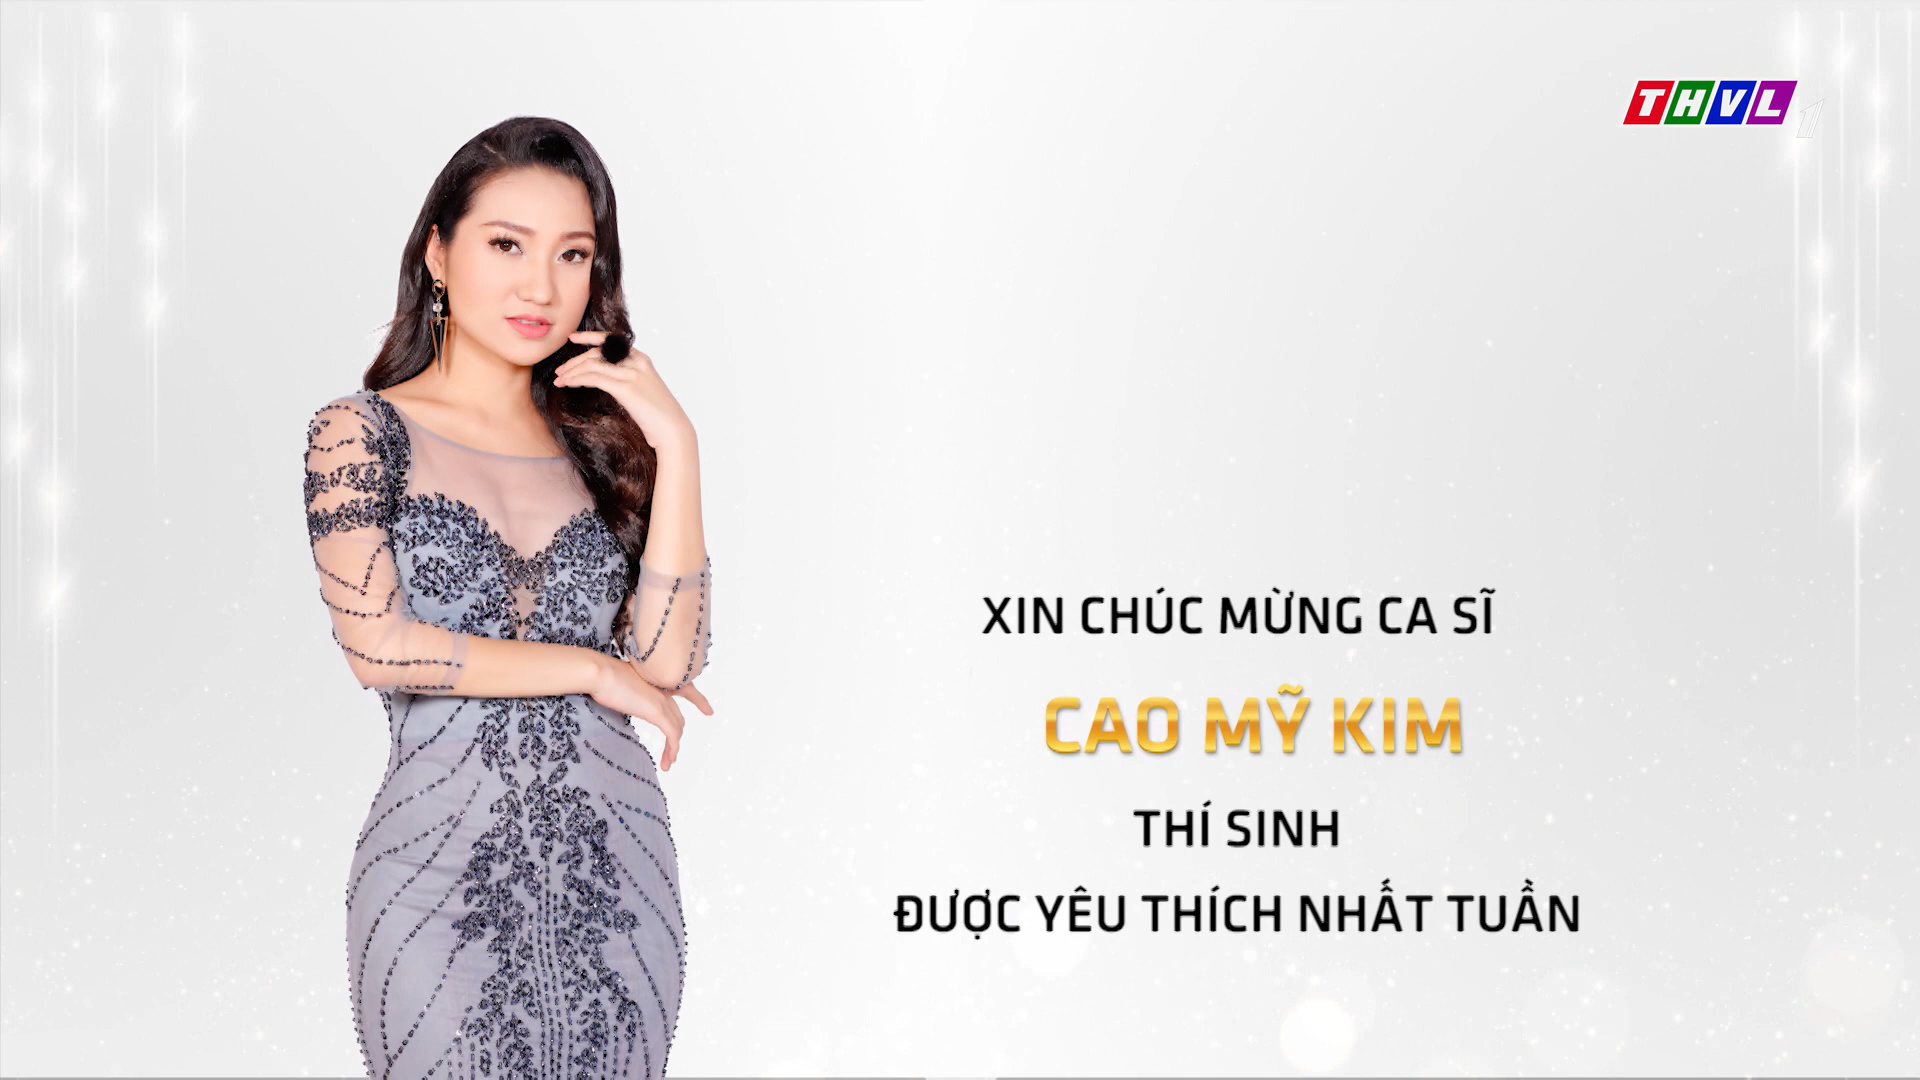 THVL1
XIN CHÚC MỪNG CA SĨ
CAO MỸ KIM
THÍ SINH
ĐƯỢC YÊU THÍCH NHẤT TUẦN